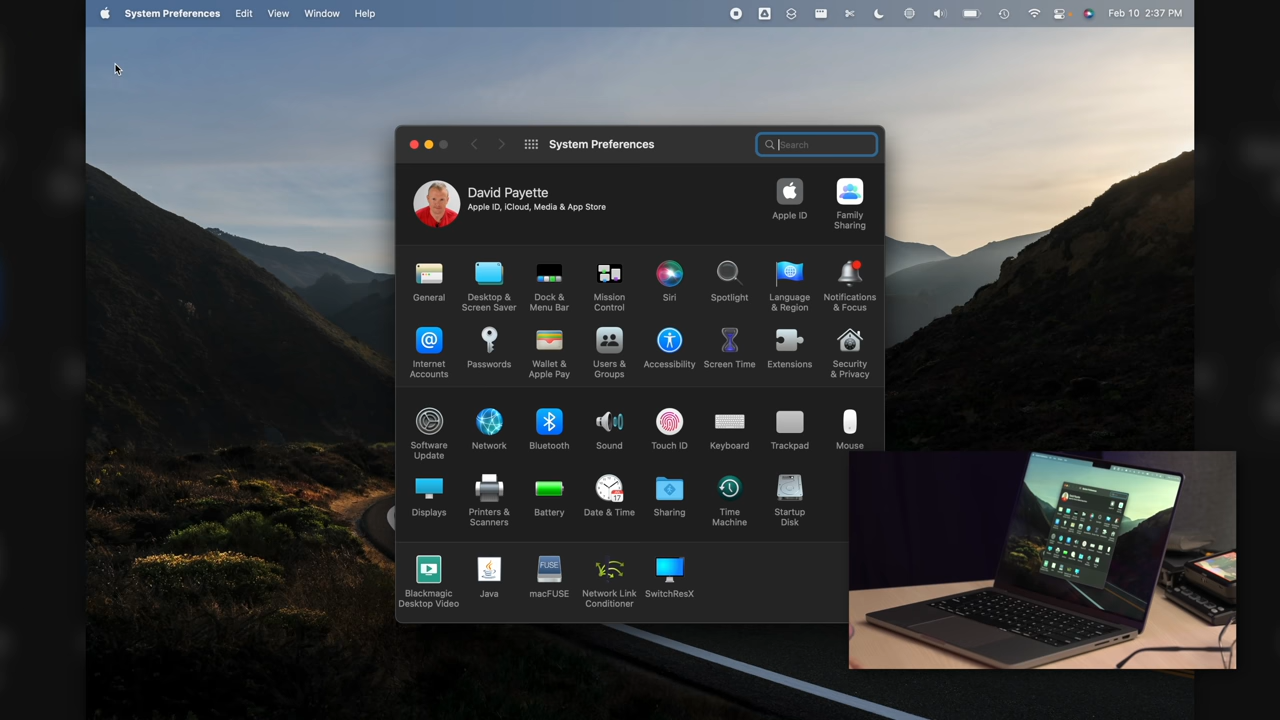 System Preferences Edit View Window Help Feb 10 2:37 PM
System Preferences Search
David Payette
Apple ID, iCloud, Media & App Store
Apple ID
Family
Sharing
General
Desktop &
Screen Saver
Dock &
Menu Bar
Mission
Control
Siri
Spotlight
Language
& Region
Notifications
& Focus
Internet
Accounts
Passwords
Wallet &
Apple Pay
Users &
Groups
Accessibility
Screen Time
Extensions
Security
& Privacy
Software
Update
Network
Bluetooth
Sound
Touch ID
Keyboard
Trackpad
Mouse
Displays
Printers &
Scanners
Battery
17
Date & Time
Sharing
Time
Machine
Startup
Disk
Blackmagic
Desktop Video
Java
FUSE
macFUSE
Network Link
Conditioner
SwitchResX